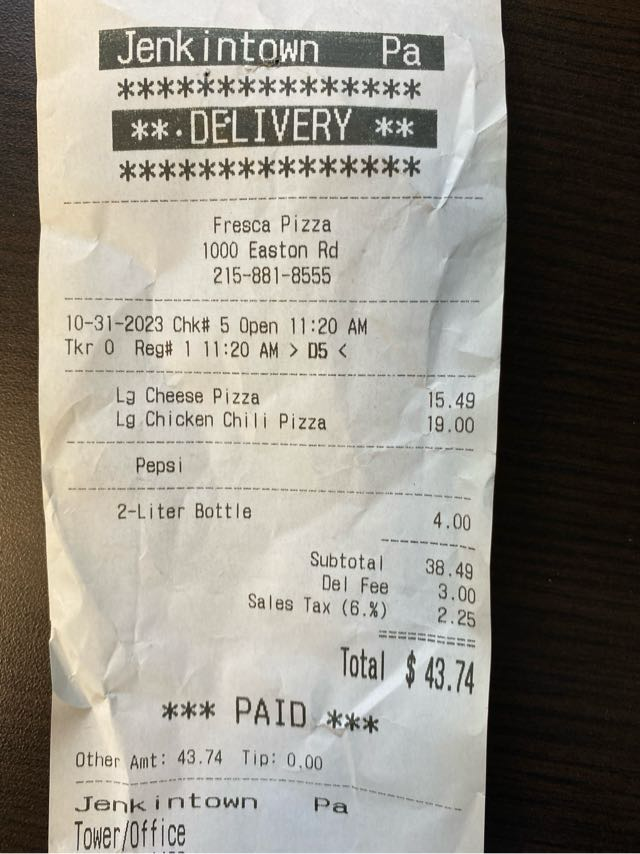 Jenkintown Pa
***************
**.DELIVERY **
***************
Fresca Pizza
1000 Easton Rd
215-881-8555
10-31-2023 Chk# 5 Open 11:20 AM
Tkr 0 Reg# 1 11:20 AM > D5 <
Lg Cheese Pizza 15.49
Lg Chicken Chili Pizza 19.00
Pepsi
2-Liter Bottle 4.00
Subtotal 38.49
Del Fee 3.00
Sales Tax (6.%) 2.25
Total $ 43.74
*** PAID ***
Other Amt: 43.74 Tip: 0.00
Jenkintown Pa
Tower/Office